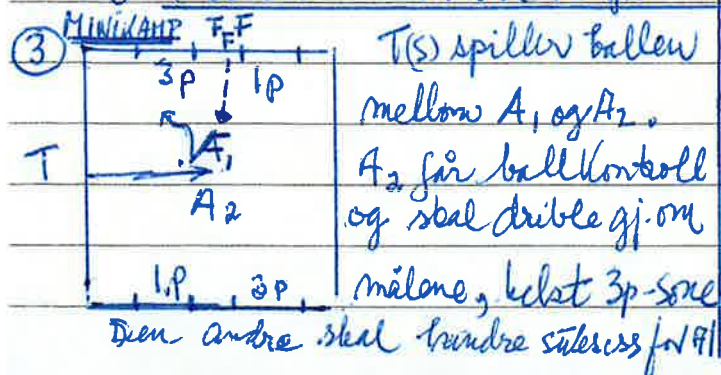 ③ MINIKAMP F F F
3P 1P
T(s) spiller ballen
mellom A1 og A2.
T A1
A2
A2 får ballkontroll
og skal drible gj.om
1.P 3P
målene, helst 3p-sone
Den andre skal hindre suksess for A1